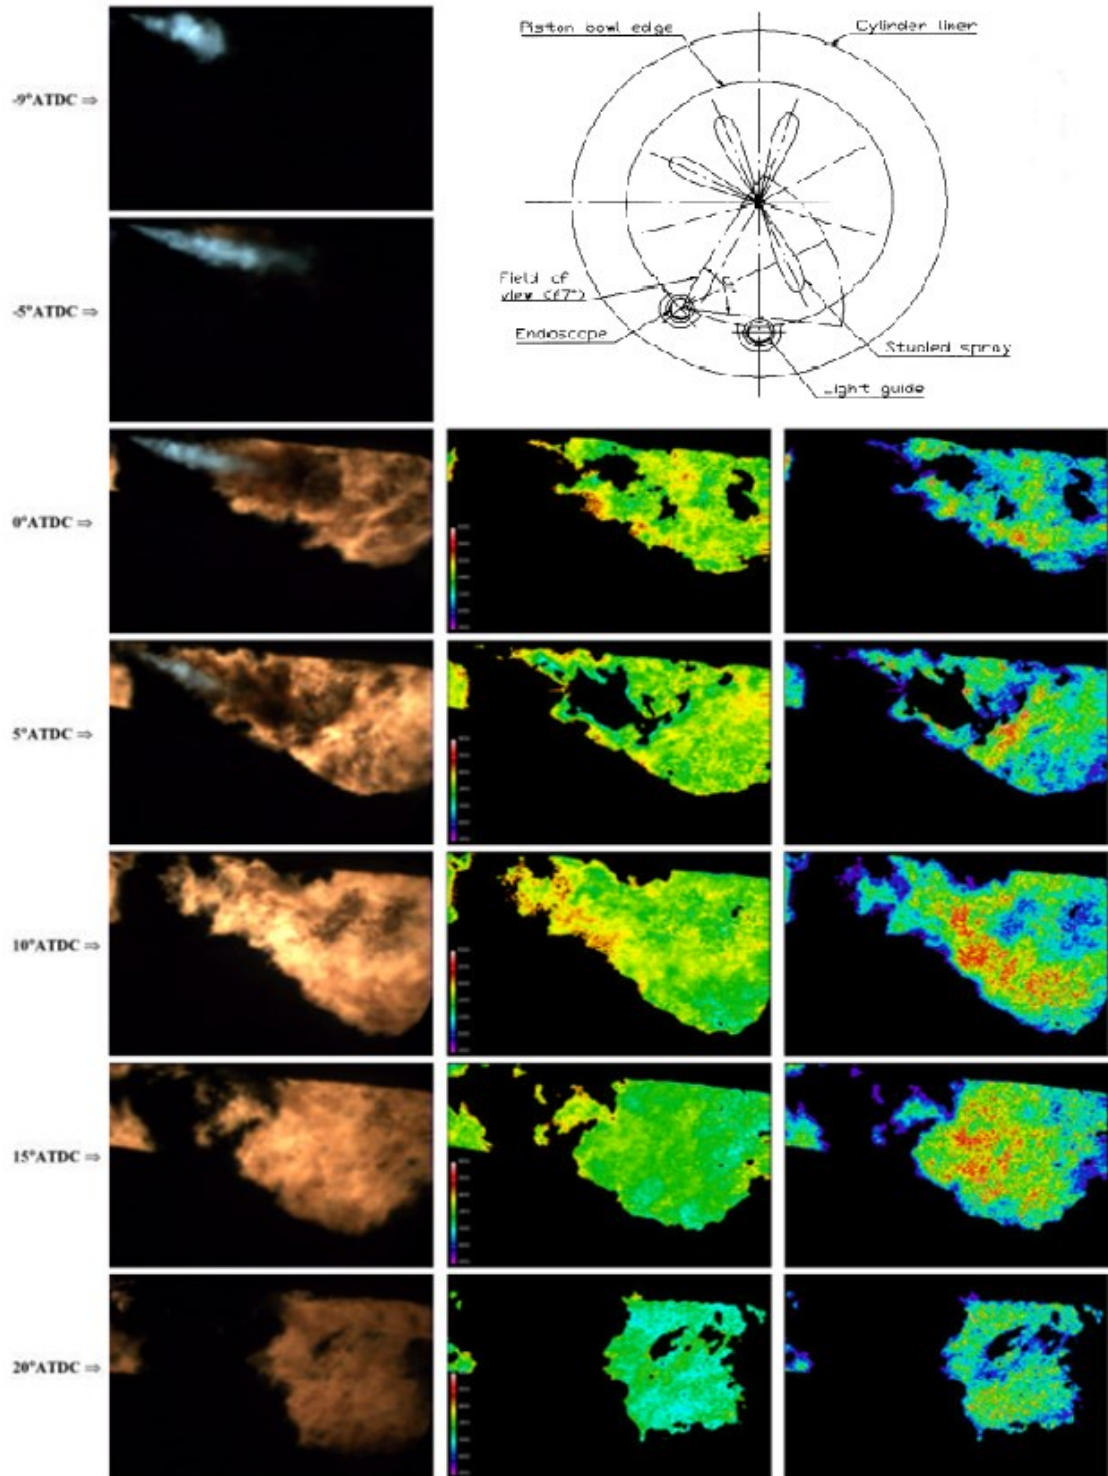 -9°ATDC ⇒
Piston bowl edge
Cylinder liner
-5°ATDC ⇒
Field of
view (67°)
Endoscope
Studied spray
Light guide
0°ATDC ⇒
5°ATDC ⇒
10°ATDC ⇒
15°ATDC ⇒
20°ATDC ⇒